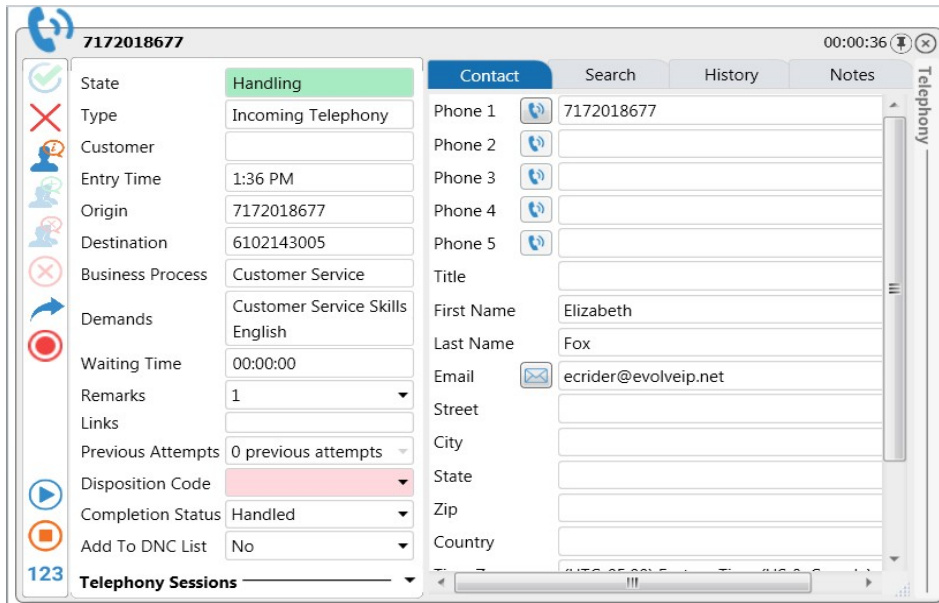 7172018677
00:00:36
State Handling
Type Incoming Telephony
Customer
Entry Time 1:36 PM
Origin 7172018677
Destination 6102143005
Business Process Customer Service
Demands Customer Service Skills
English
Waiting Time 00:00:00
Remarks 1
Links
Previous Attempts 0 previous attempts
Disposition Code
Completion Status Handled
Add To DNC List No
123
Telephony Sessions
Contact Search History Notes
Phone 1 7172018677
Phone 2
Phone 3
Phone 4
Phone 5
Title
First Name Elizabeth
Last Name Fox
Email ecrider@evolveip.net
Street
City
State
Zip
Country
Telephony